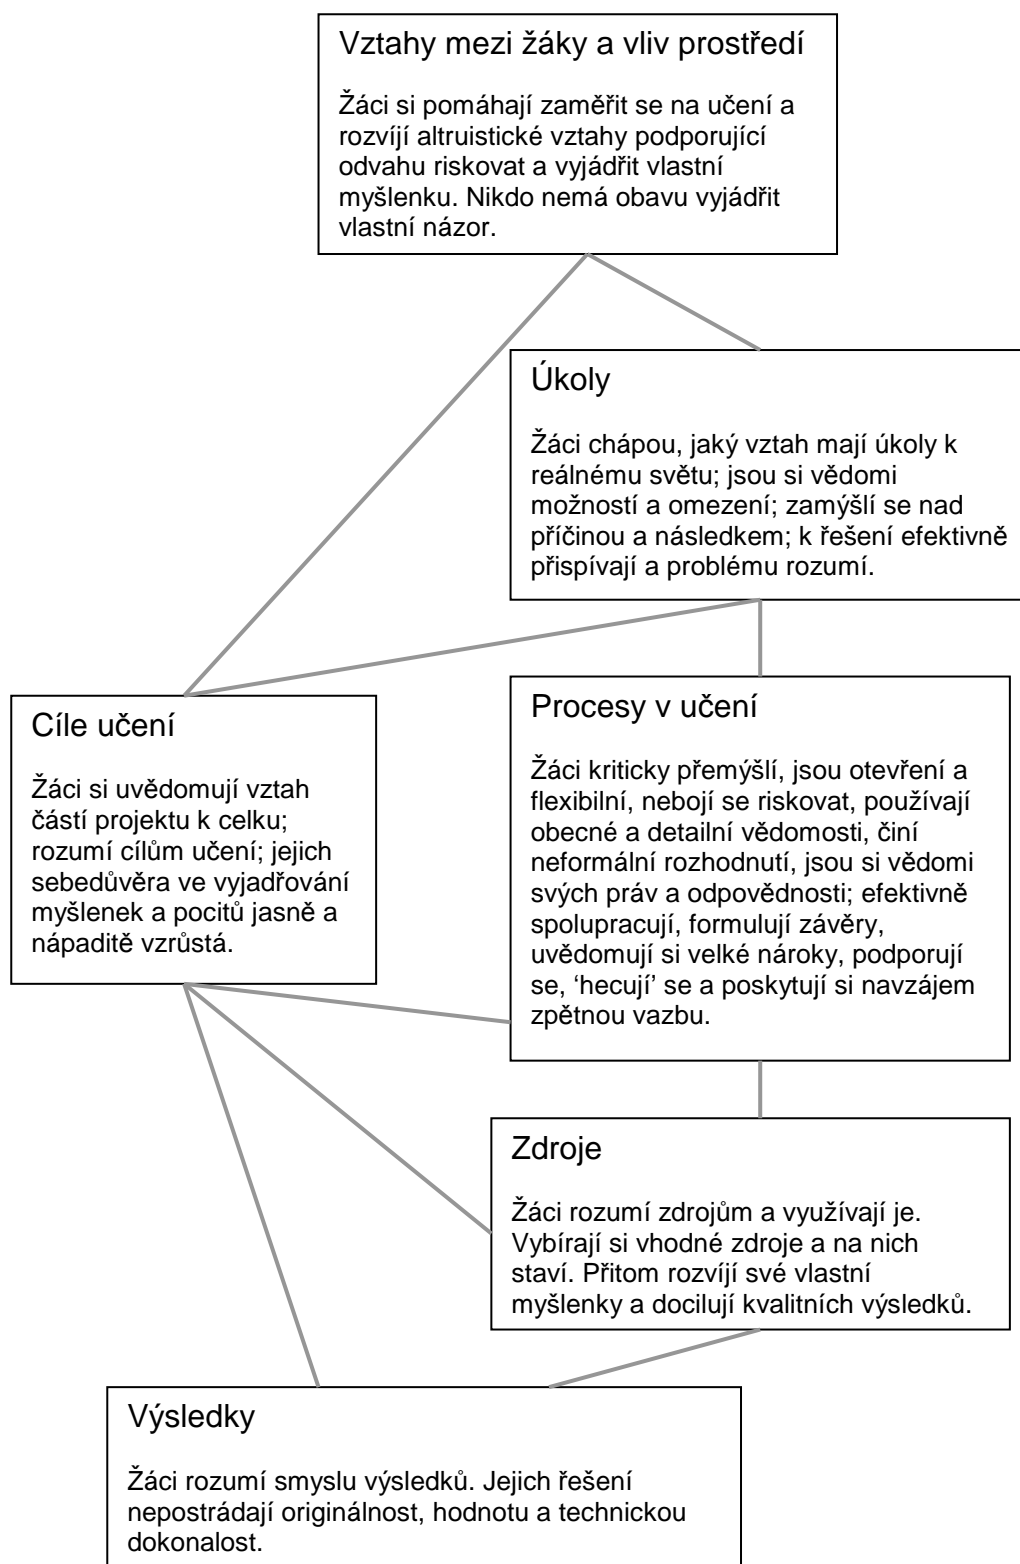 Vztahy mezi žáky a vliv prostředí
Žáci si pomáhají zaměřit se na učení a
rozvíjí altruistické vztahy podporující
odvahu riskovat a vyjádřit vlastní
myšlenku. Nikdo nemá obavu vyjádřit
vlastní názor.
Úkoly
Žáci chápou, jaký vztah mají úkoly k
reálnému světu; jsou si vědomi
možností a omezení; zamýšlí se nad
příčinou a následkem; k řešení efektivně
přispívají a problému rozumí.
Cíle učení
Žáci si uvědomují vztah
částí projektu k celku;
rozumí cílům učení; jejich
sebedůvěra ve vyjadřování
myšlenek a pocitů jasně a
nápaditě vzrůstá.
Procesy v učení
Žáci kriticky přemýšlí, jsou otevření a
flexibilní, nebojí se riskovat, používají
obecné a detailní vědomosti, činí
neformální rozhodnutí, jsou si vědomi
svých práv a odpovědnosti; efektivně
spolupracují, formulují závěry,
uvědomují si velké nároky, podporují
se, ‘hecují’ se a poskytují si navzájem
zpětnou vazbu.
Zdroje
Žáci rozumí zdrojům a využívají je.
Vybírají si vhodné zdroje a na nich
staví. Přitom rozvíjí své vlastní
myšlenky a docilují kvalitních výsledků.
Výsledky
Žáci rozumí smyslu výsledků. Jejich řešení
nepostrádají originálnost, hodnotu a technickou
dokonalost.